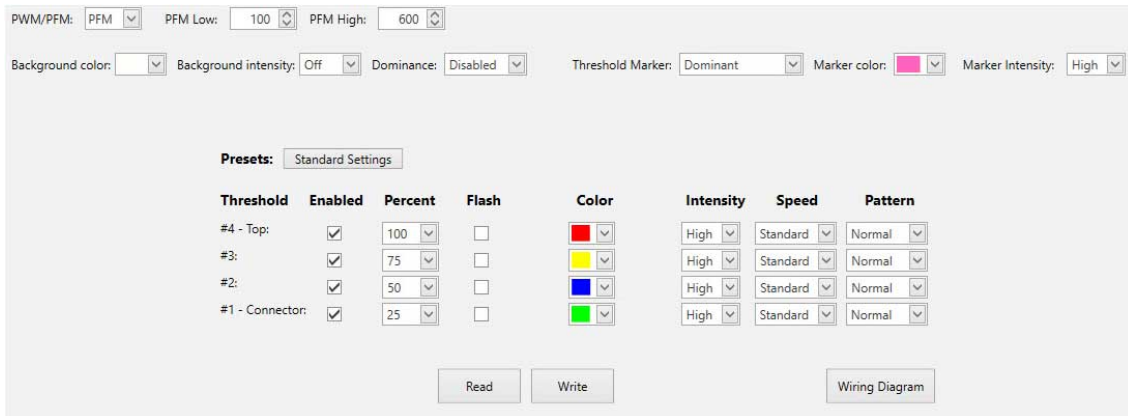 PWM/PFM: PFM PFM Low: 100 PFM High: 600
Background color: Background intensity: Off Dominance: Disabled Threshold Marker: Dominant Marker color: Marker Intensity: High
Presets: Standard Settings
Threshold Enabled Percent Flash Color Intensity Speed Pattern
#4 - Top: 100 High Standard Normal
#3: 75 High Standard Normal
#2: 50 High Standard Normal
#1 - Connector: 25 High Standard Normal
Read Write Wiring Diagram